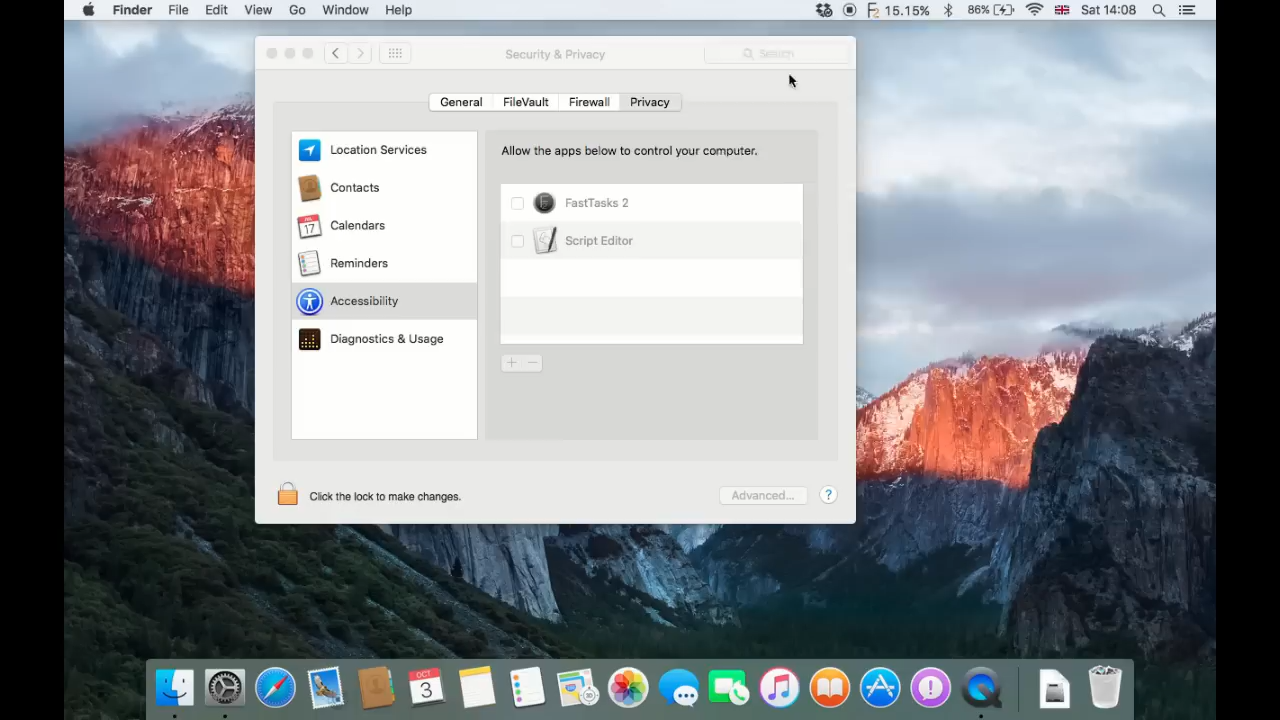 Finder File Edit View Go Window Help 15.15% 86% Sat 14:08
Security & Privacy
Search
General FileVault Firewall Privacy
Location Services
Contacts
JUL
17
Calendars
Reminders
Accessibility
Diagnostics & Usage
Allow the apps below to control your computer.
FastTasks 2
Script Editor
+ −
Click the lock to make changes.
Advanced... ?
OCT
3